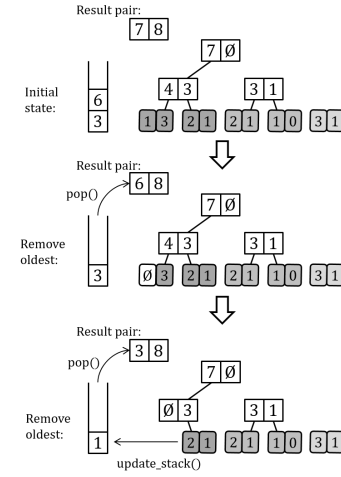 Result pair:
7 8
7 Ø
4 3 3 1
Initial
state:
6
3
1 3 2 1 2 1 1 0 3 1
Result pair:
6 8
pop()
7 Ø
4 3 3 1
Remove
oldest:
3
Ø 3 2 1 2 1 1 0 3 1
Result pair:
3 8
pop()
7 Ø
Ø 3 3 1
Remove
oldest:
1
2 1 2 1 1 0 3 1
update_stack()